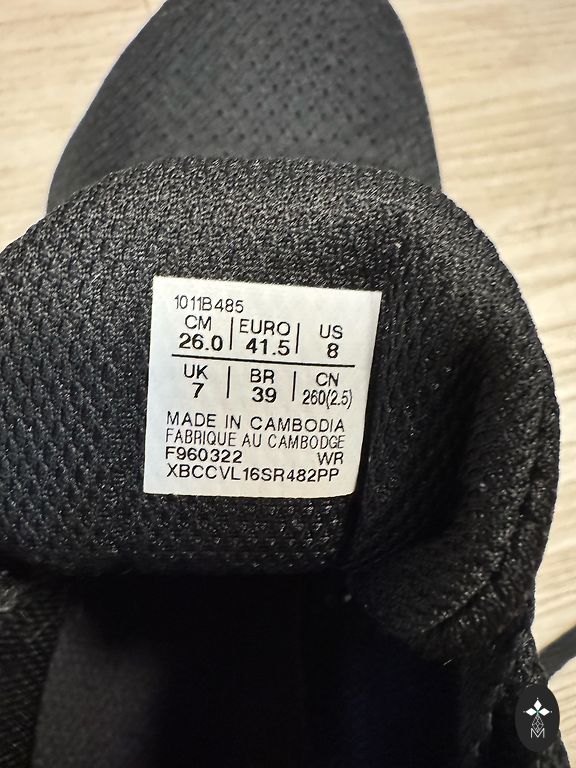 1011B485
CM | EURO | US
26.0 | 41.5 | 8
UK | BR | CN
7 | 39 | 260(2.5)
MADE IN CAMBODIA
FABRIQUE AU CAMBODGE
F960322 WR
XBCCVL16SR482PP
M